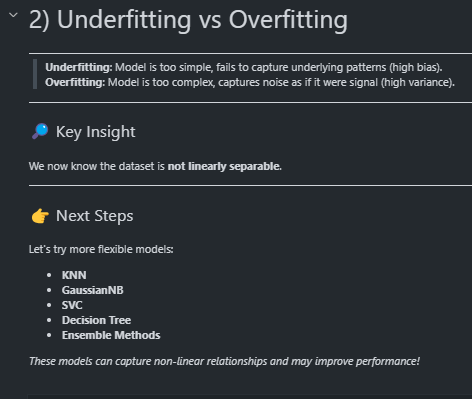 2) Underfitting vs Overfitting
Underfitting: Model is too simple, fails to capture underlying patterns (high bias).
Overfitting: Model is too complex, captures noise as if it were signal (high variance).
🔎 Key Insight
We now know the dataset is not linearly separable.
👉 Next Steps
Let's try more flexible models:
• KNN
• GaussianNB
• SVC
• Decision Tree
• Ensemble Methods
These models can capture non-linear relationships and may improve performance!